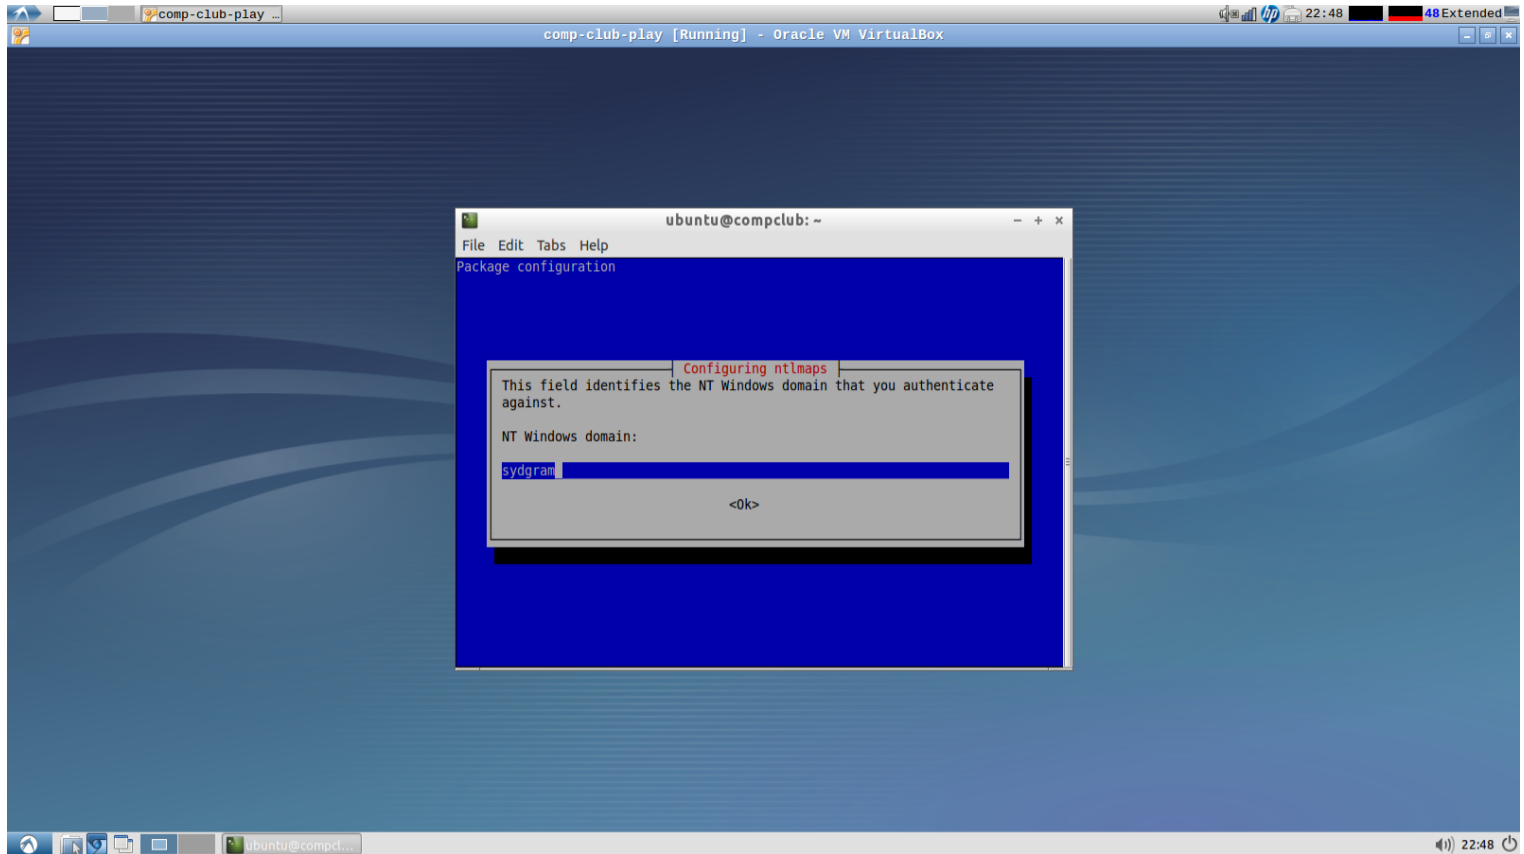 comp-club-play …
22:48
48 Extended
comp-club-play [Running] - Oracle VM VirtualBox
ubuntu@compclub: ~
File Edit Tabs Help
Package configuration
Configuring ntlmaps
This field identifies the NT Windows domain that you authenticate
against.
NT Windows domain:
sydgram
<Ok>
ubuntu@compcl...
22:48